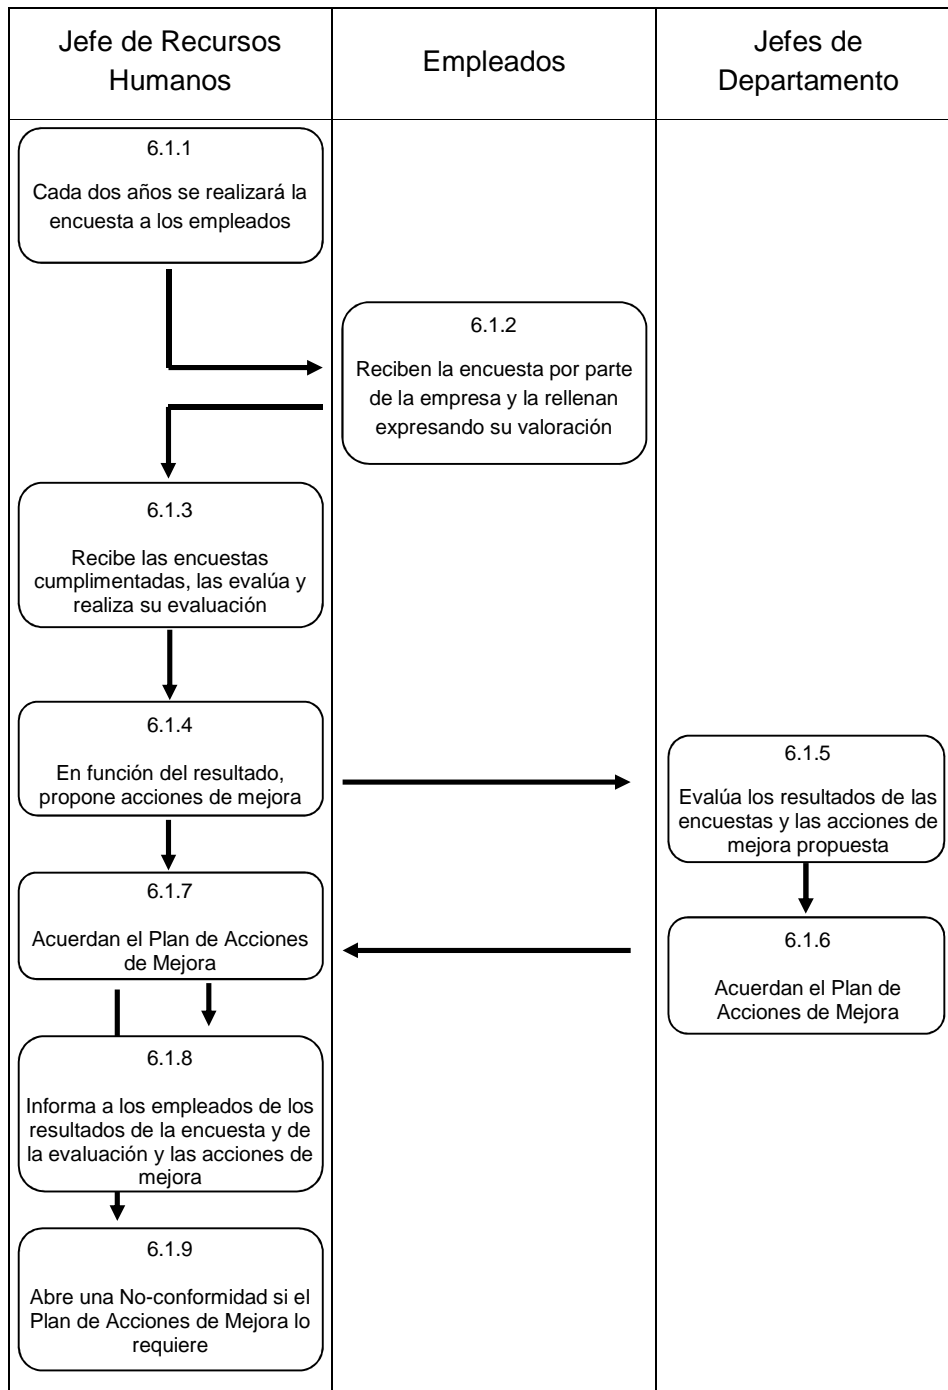 Jefe de Recursos
Humanos
Empleados
Jefes de
Departamento
6.1.1
Cada dos años se realizará la
encuesta a los empleados
6.1.2
Reciben la encuesta por parte
de la empresa y la rellenan
expresando su valoración
6.1.3
Recibe las encuestas
cumplimentadas, las evalúa y
realiza su evaluación
6.1.4
En función del resultado,
propone acciones de mejora
6.1.5
Evalúa los resultados de las
encuestas y las acciones de
mejora propuesta
6.1.6
Acuerdan el Plan de
Acciones de Mejora
6.1.7
Acuerdan el Plan de Acciones
de Mejora
6.1.8
Informa a los empleados de los
resultados de la encuesta y de
la evaluación y las acciones de
mejora
6.1.9
Abre una No-conformidad si el
Plan de Acciones de Mejora lo
requiere